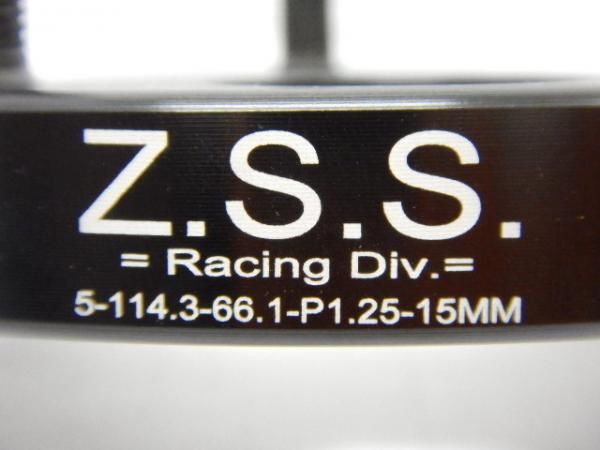 Z.S.S.
= Racing Div.=
5-114.3-66.1-P1.25-15MM